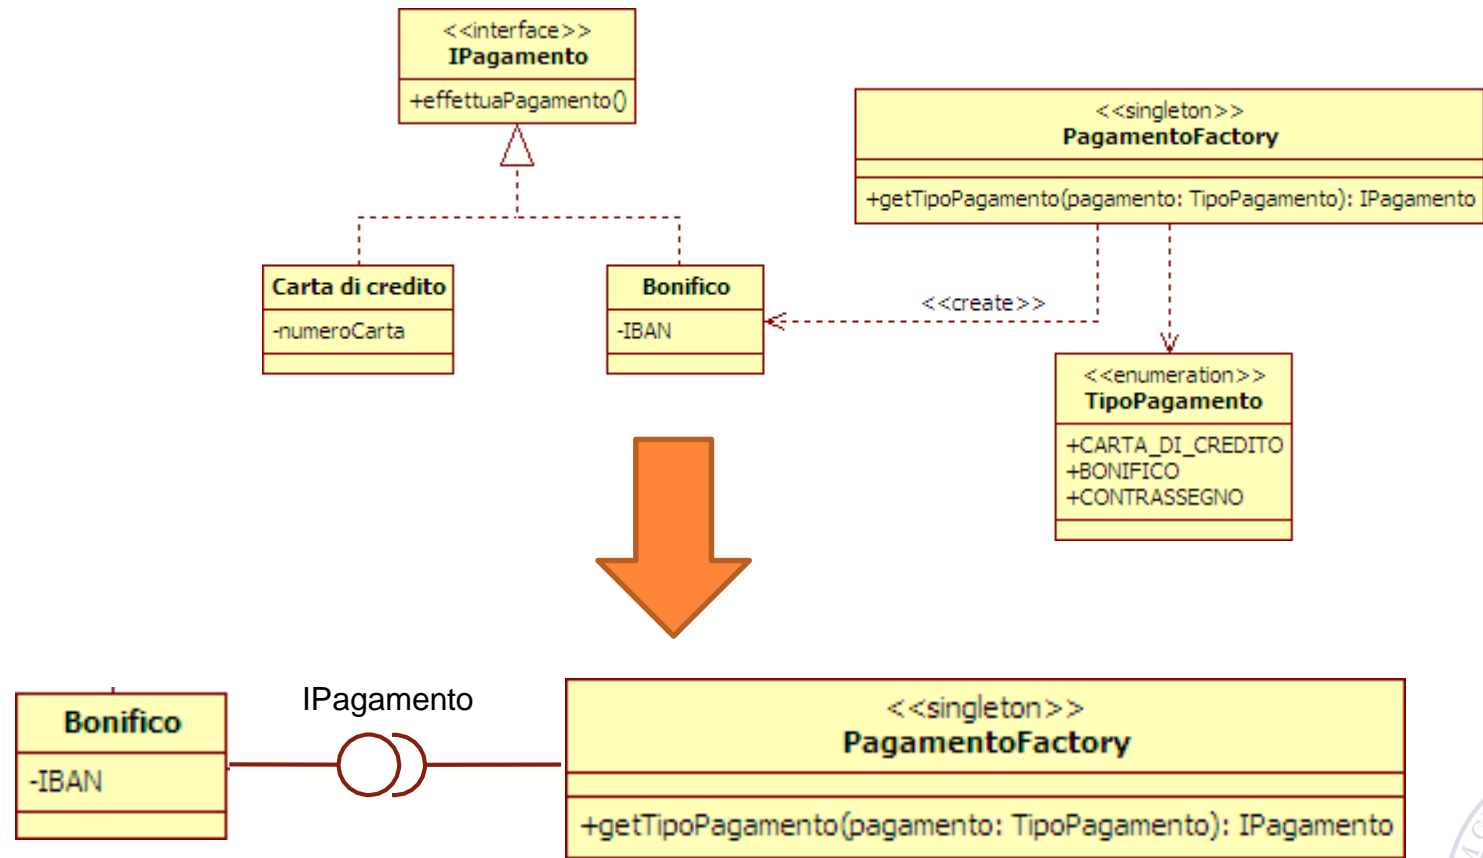 <<interface>>
IPagamento
+effettuaPagamento()
<<singleton>>
PagamentoFactory
+getTipoPagamento(pagamento: TipoPagamento): IPagamento
Carta di credito
-numeroCarta
Bonifico
-IBAN
<<create>>
<<enumeration>>
TipoPagamento
+CARTA_DI_CREDITO
+BONIFICO
+CONTRASSEGNO
Bonifico
-IBAN
IPagamento
<<singleton>>
PagamentoFactory
+getTipoPagamento(pagamento: TipoPagamento): IPagamento